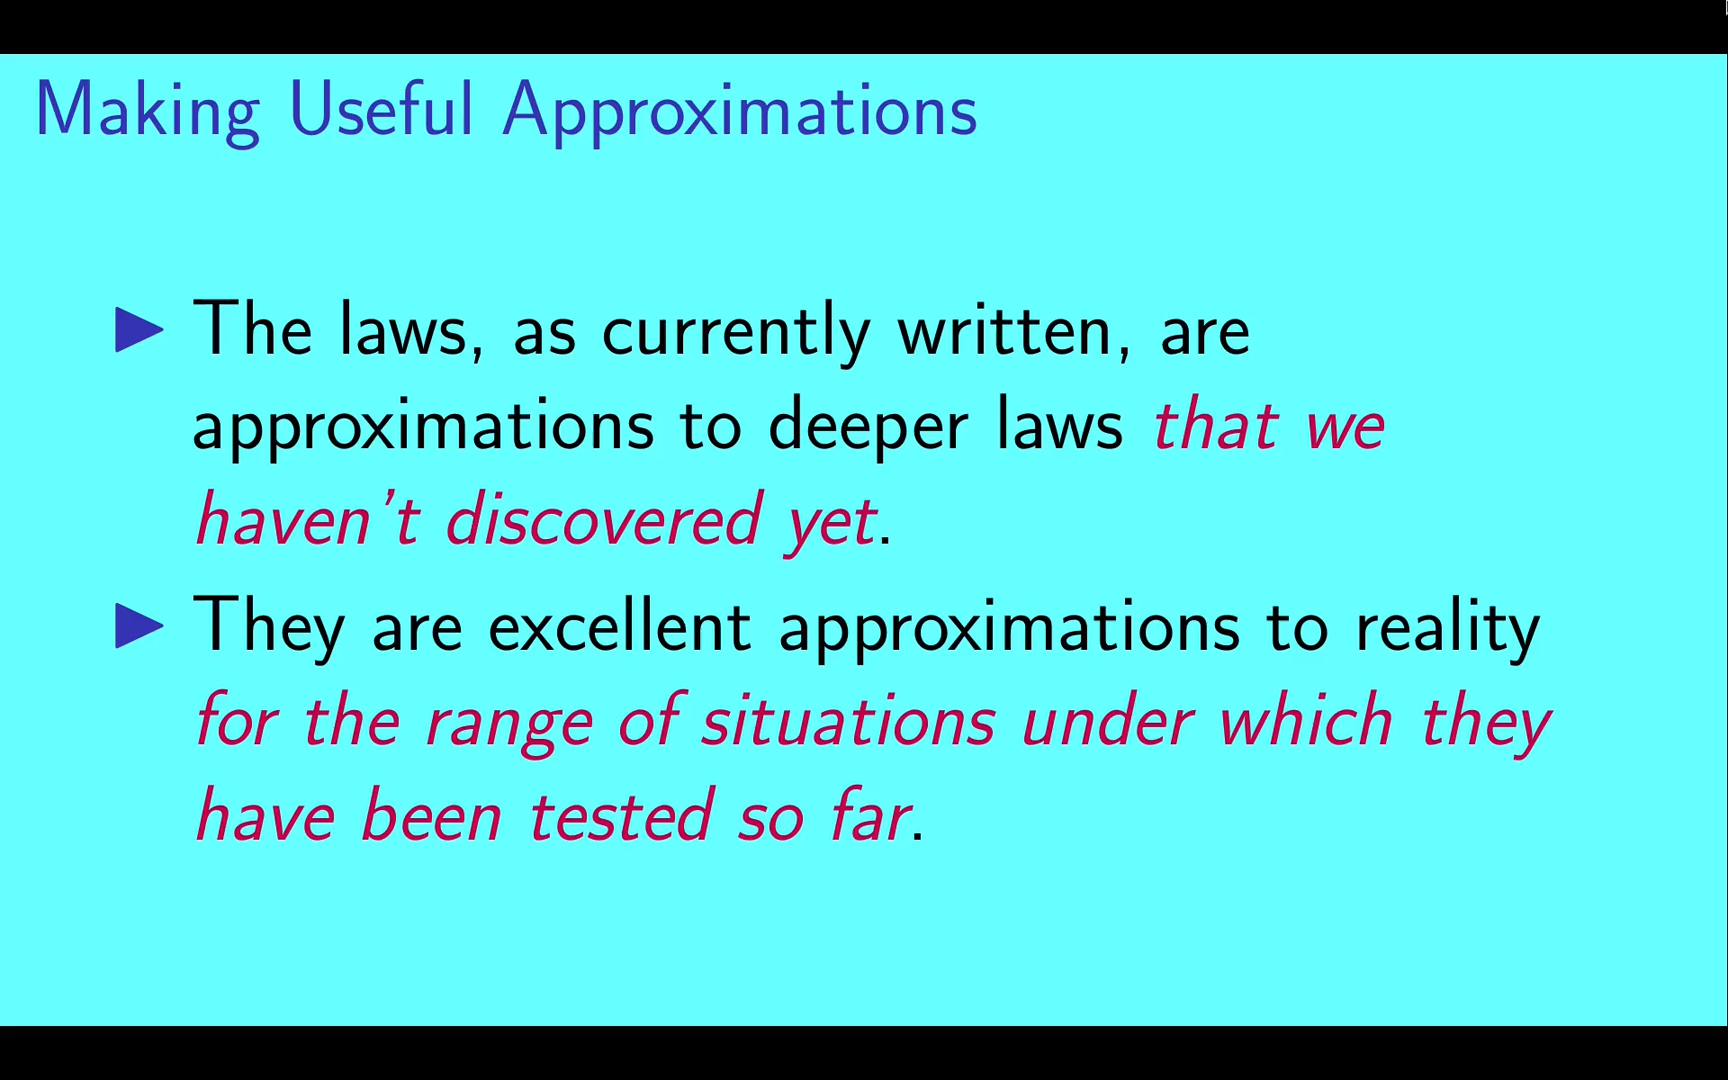 Making Useful Approximations
▶ The laws, as currently written, are
approximations to deeper laws that we
haven't discovered yet.
▶ They are excellent approximations to reality
for the range of situations under which they
have been tested so far.